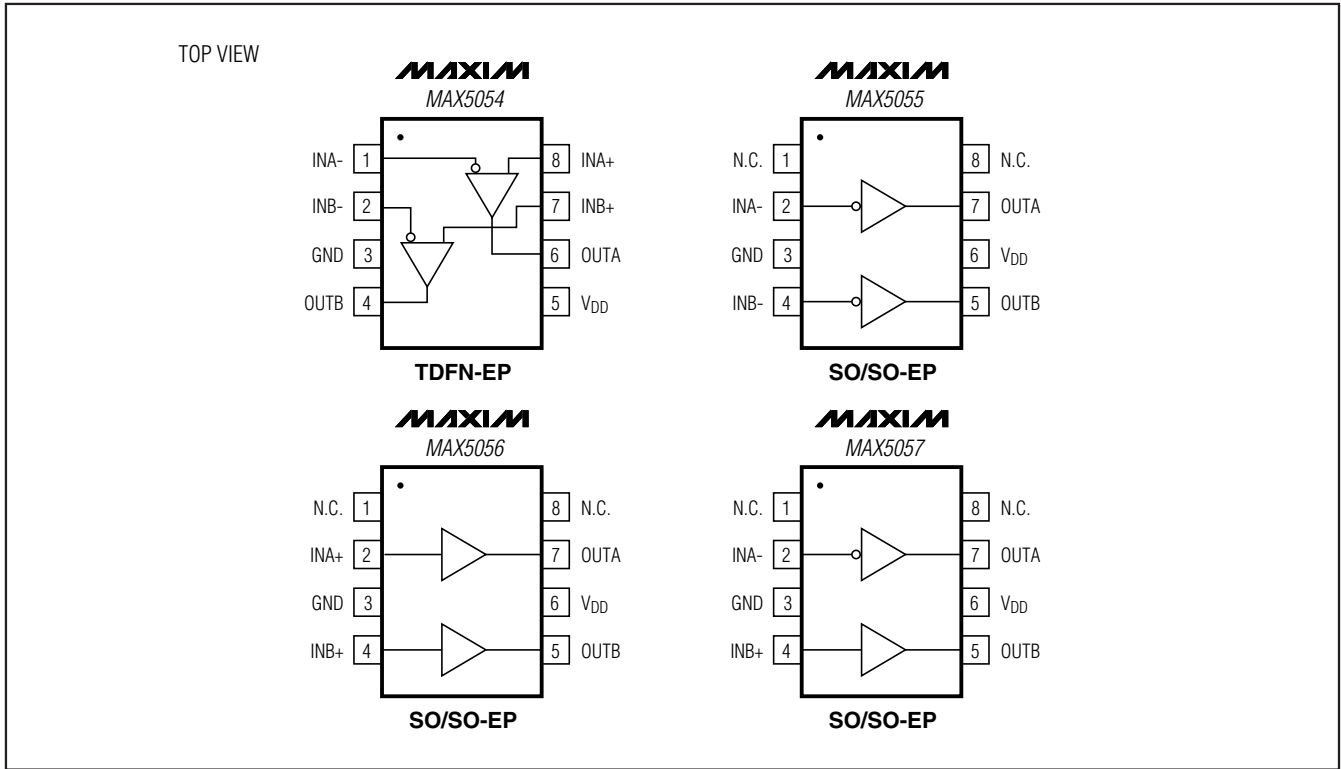 TOP VIEW
MAXIM
MAX5054
INA- 1 8 INA+
INB- 2 7 INB+
GND 3 6 OUTA
OUTB 4 5 VDD
TDFN-EP
MAXIM
MAX5055
N.C. 1 8 N.C.
INA- 2 7 OUTA
GND 3 6 VDD
INB- 4 5 OUTB
SO/SO-EP
MAXIM
MAX5056
N.C. 1 8 N.C.
INA+ 2 7 OUTA
GND 3 6 VDD
INB+ 4 5 OUTB
SO/SO-EP
MAXIM
MAX5057
N.C. 1 8 N.C.
INA- 2 7 OUTA
GND 3 6 VDD
INB+ 4 5 OUTB
SO/SO-EP